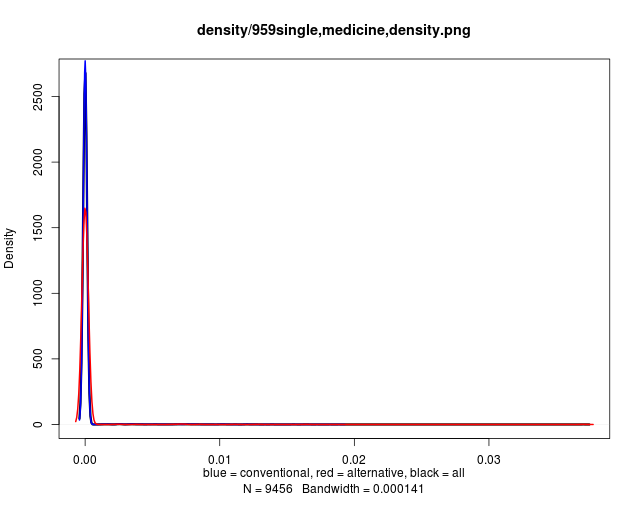 density/959single,medicine,density.png
Density
2500
2000
1500
1000
500
0
0.00 0.01 0.02 0.03
blue = conventional, red = alternative, black = all
N = 9456 Bandwidth = 0.000141